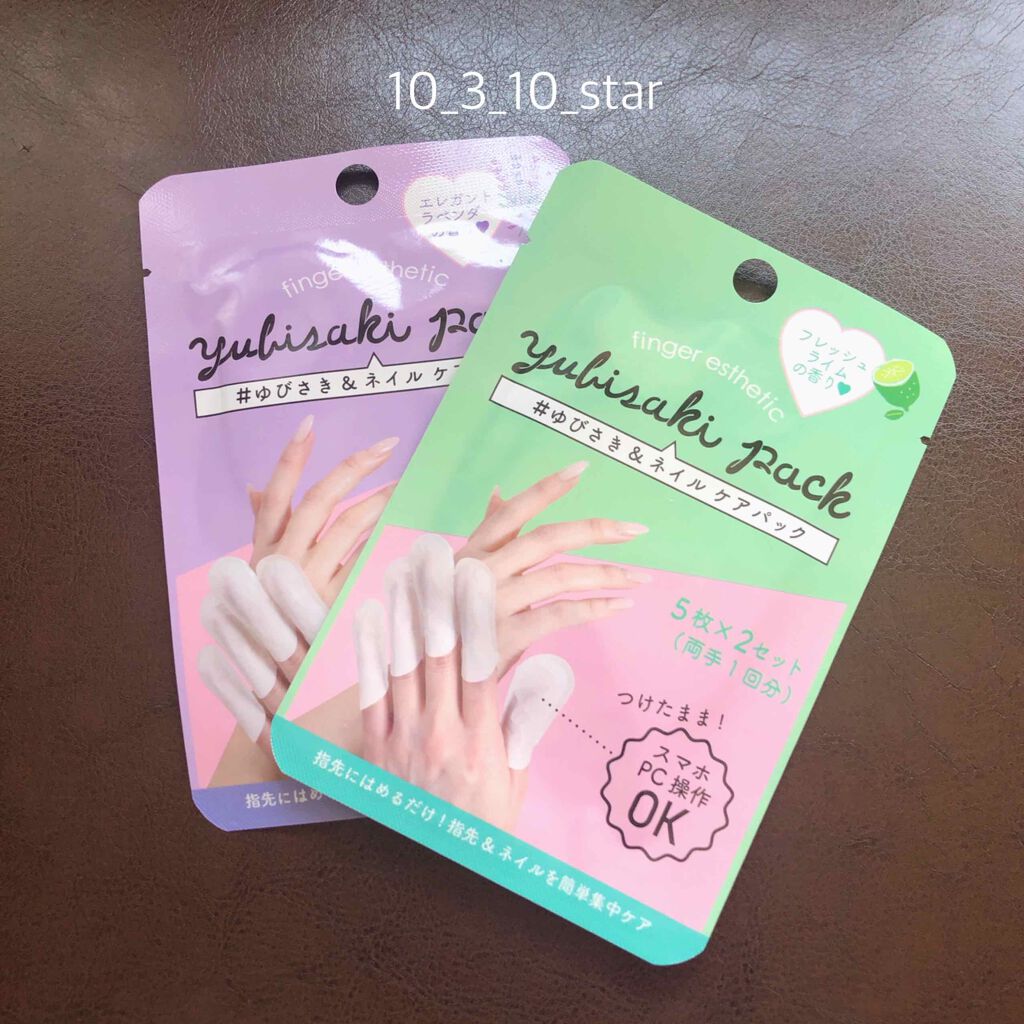 10_3_10_star
エレガント
ラベンダー
の香り♥
finger esthetic
yubisaki pa
#ゆびさき&ネイルケア
指先にはめ
フレッシュ
ライム
の香り♥
finger esthetic
yubisaki pack
#ゆびさき&ネイルケアパック
5枚×2セット
(両手1回分)
つけたまま!
スマホ
PC操作
OK
指先にはめるだけ!指先&ネイルを簡単集中ケア